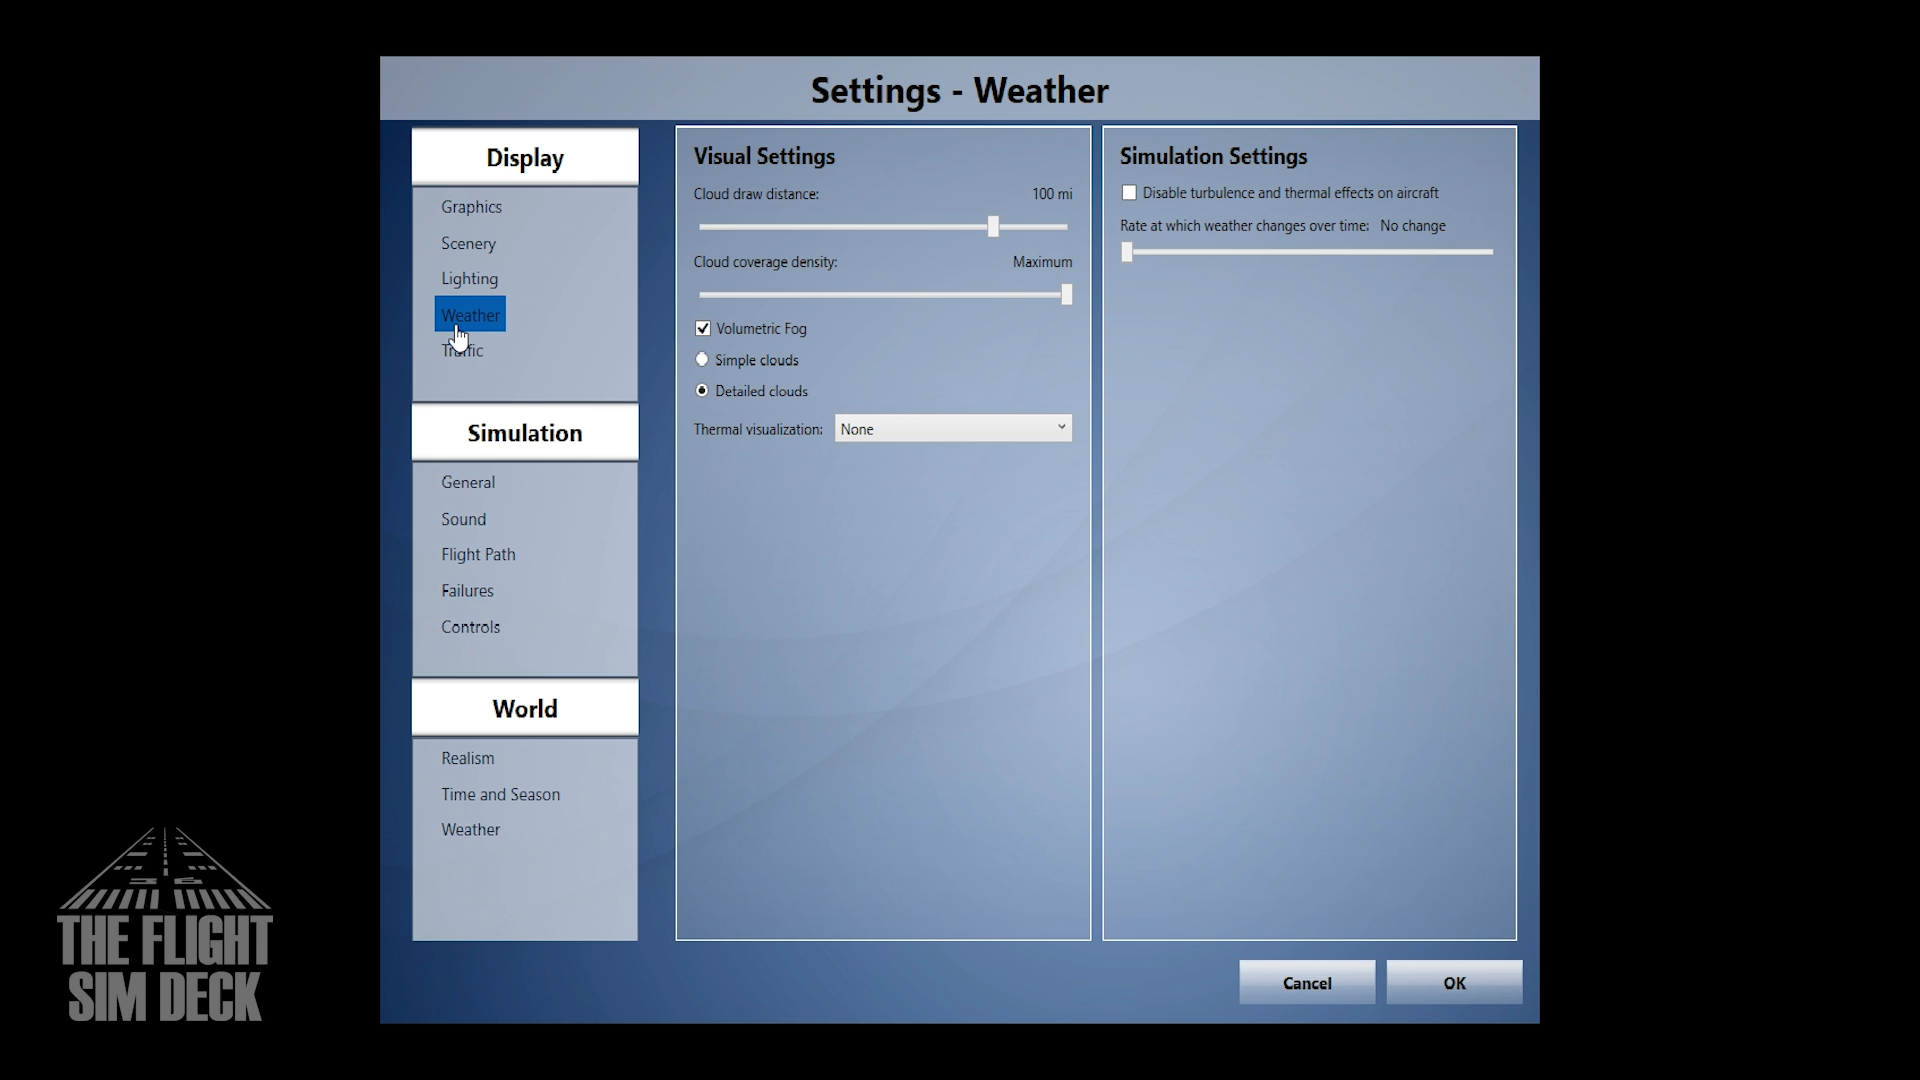 Settings - Weather
Display
Graphics
Scenery
Lighting
Weather
Traffic
Simulation
General
Sound
Flight Path
Failures
Controls
World
Realism
Time and Season
Weather
Visual Settings
Cloud draw distance: 100 mi
Cloud coverage density: Maximum
Volumetric Fog
Simple clouds
Detailed clouds
Thermal visualization: None
Simulation Settings
Disable turbulence and thermal effects on aircraft
Rate at which weather changes over time: No change
Cancel OK
36
THE FLIGHT
SIM DECK